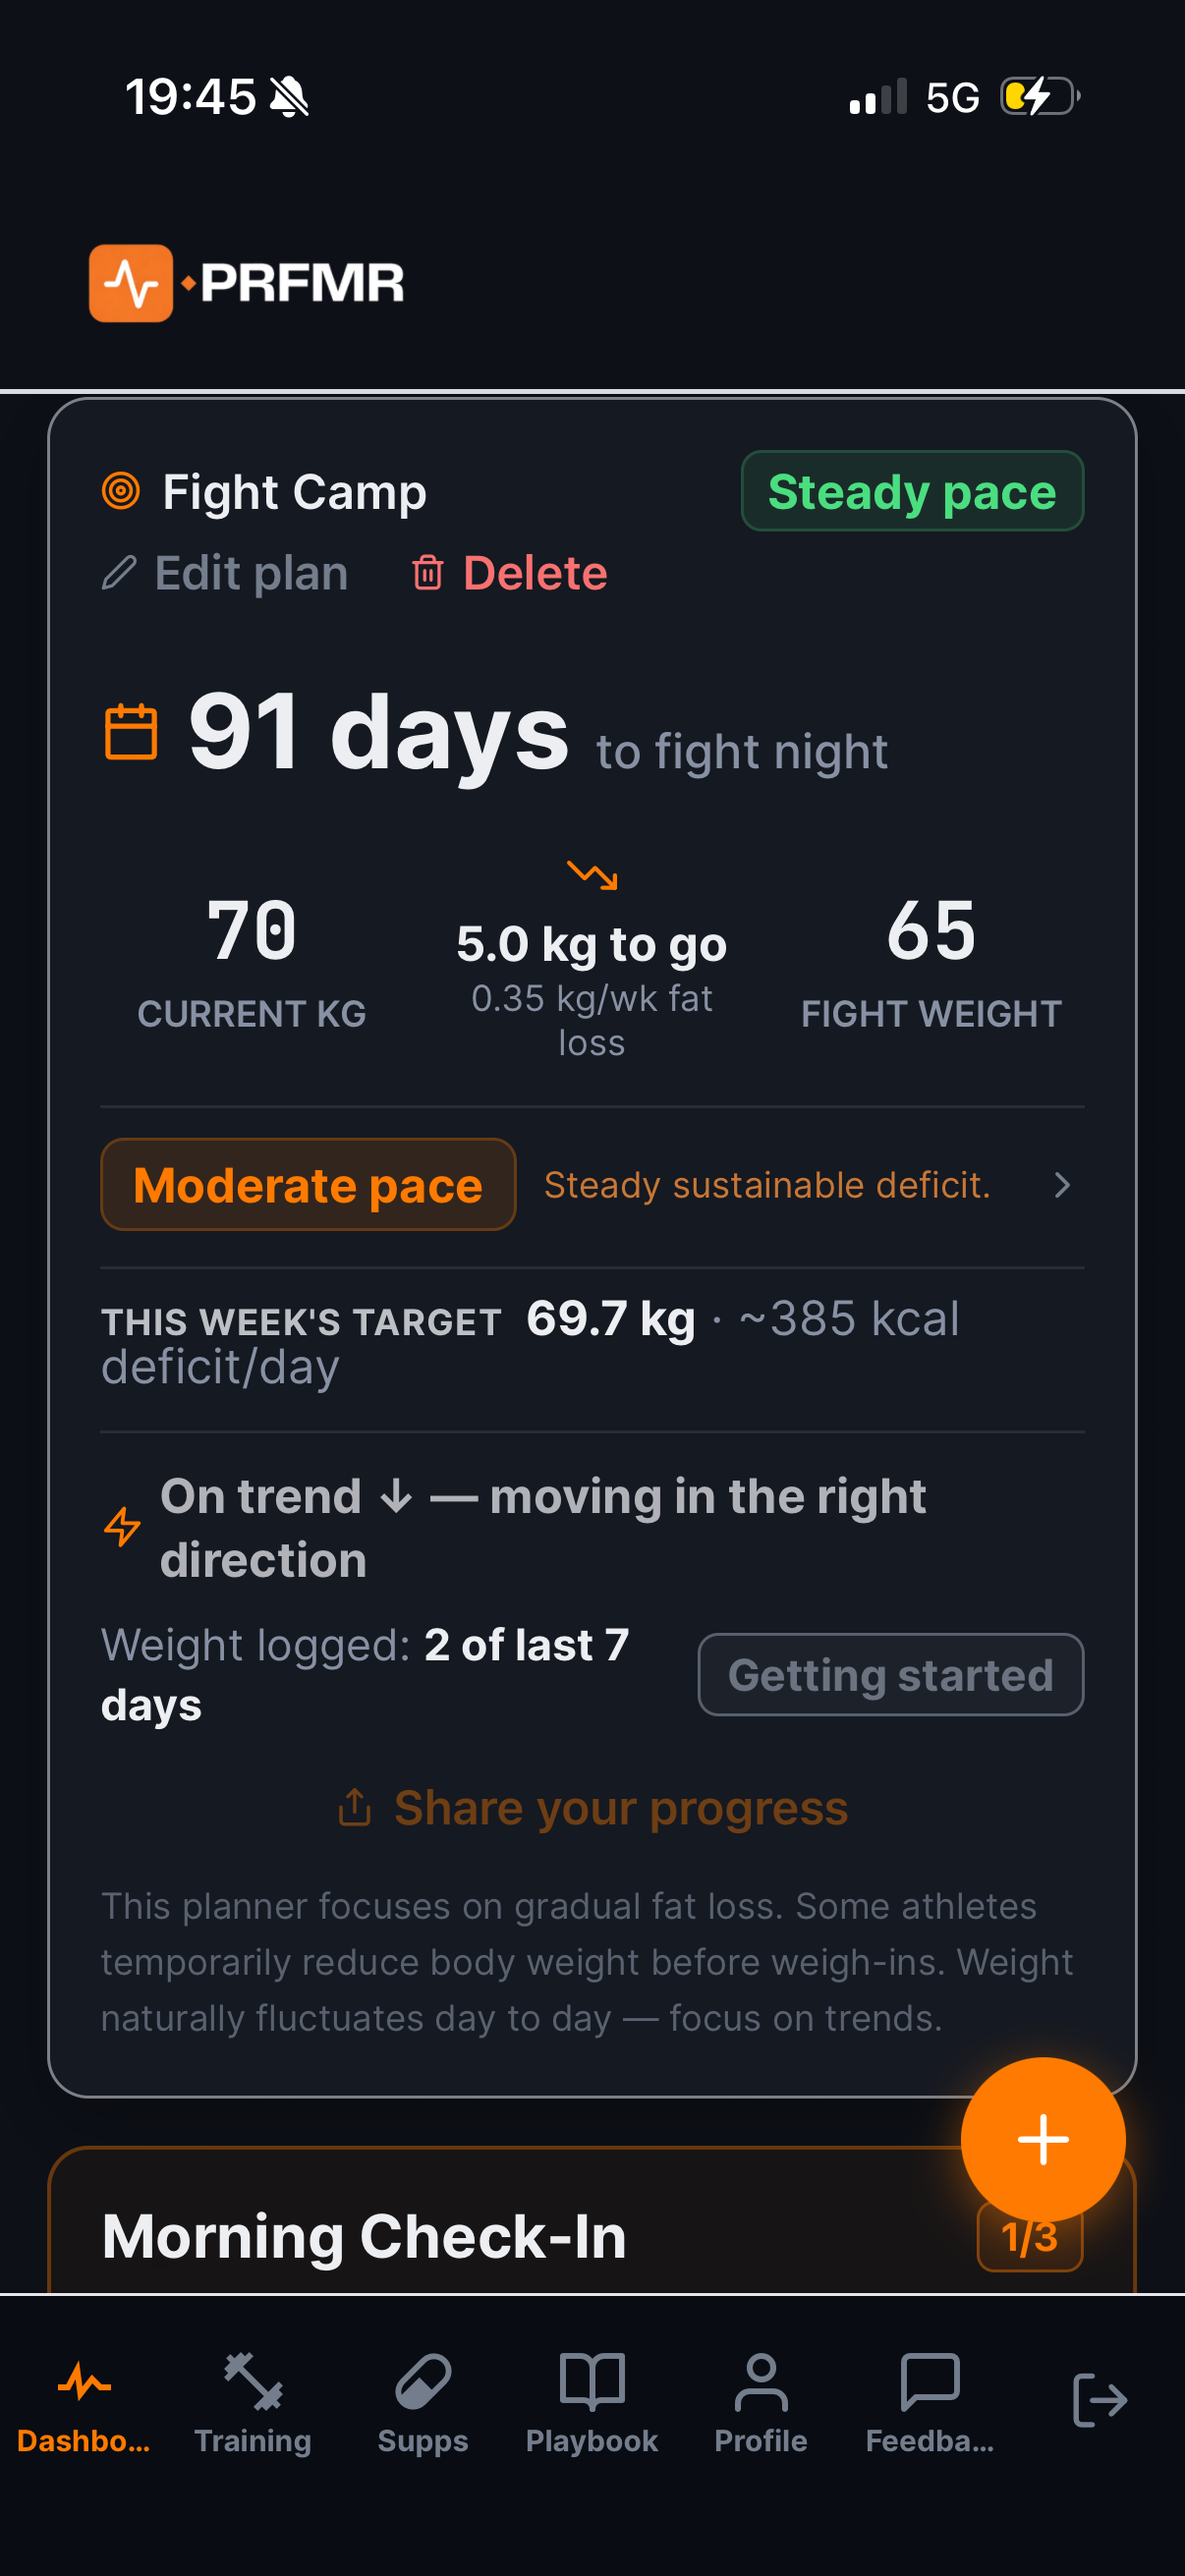 19:45 5G
PRFMR
Fight Camp Steady pace
Edit plan Delete
91 days to fight night
70 5.0 kg to go 65
CURRENT KG 0.35 kg/wk fat FIGHT WEIGHT
loss
Moderate pace Steady sustainable deficit.
THIS WEEK'S TARGET 69.7 kg · ~385 kcal
deficit/day
On trend ↓ — moving in the right
direction
Weight logged: 2 of last 7
days
Getting started
Share your progress
This planner focuses on gradual fat loss. Some athletes
temporarily reduce body weight before weigh-ins. Weight
naturally fluctuates day to day — focus on trends.
Morning Check-In 1/3
Dashbo... Training Supps Playbook Profile Feedba...